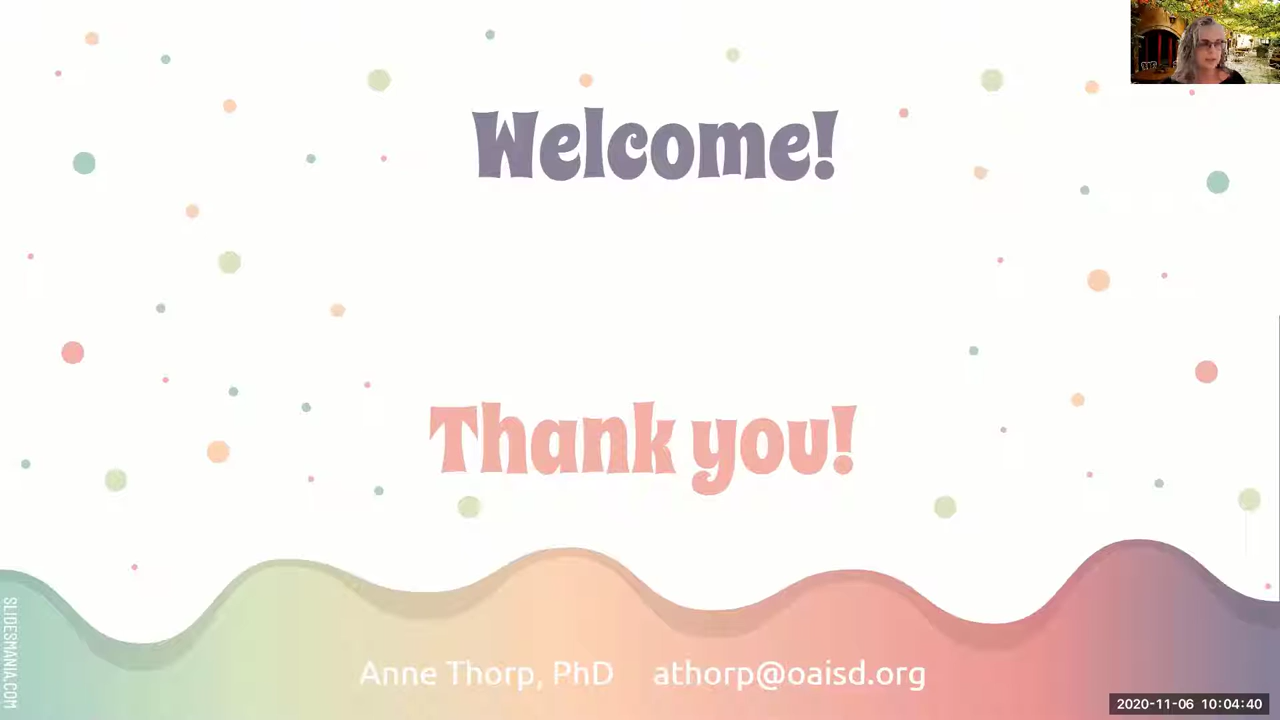 Welcome!
Thank you!
Anne Thorp, PhD athorp@oaisd.org
SLIDESMANIA.COM
2020-11-06 10:04:40